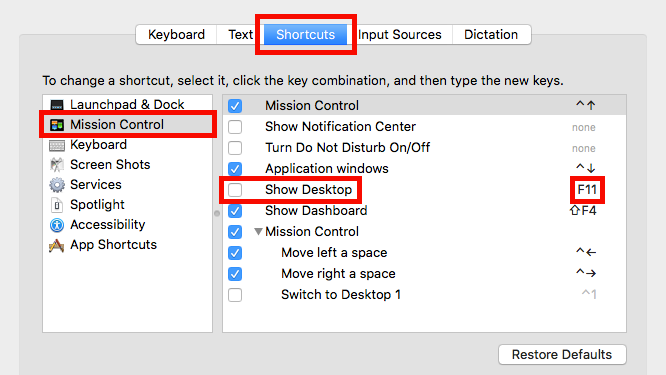 Keyboard Text Shortcuts Input Sources Dictation
To change a shortcut, select it, click the key combination, and then type the new keys.
Launchpad & Dock
Mission Control
Keyboard
Screen Shots
Services
Spotlight
Accessibility
App Shortcuts
Mission Control ^↑
Show Notification Center none
Turn Do Not Disturb On/Off none
Application windows ^↓
Show Desktop F11
Show Dashboard ⇧F4
Mission Control
Move left a space ^←
Move right a space ^→
Switch to Desktop 1 ^1
Restore Defaults